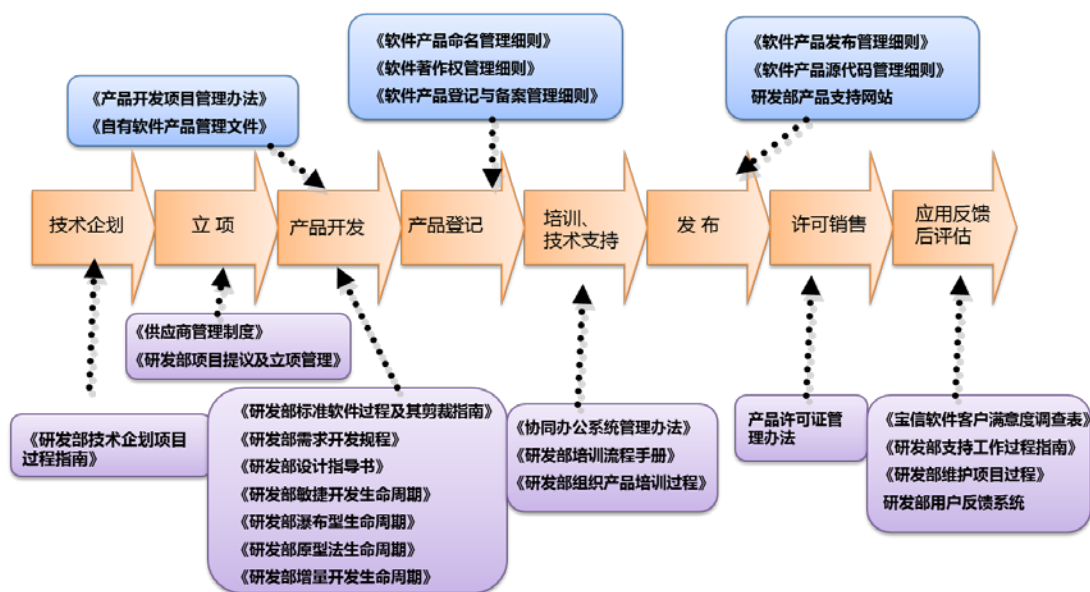 《软件产品命名管理细则》
《软件著作权管理细则》
《软件产品登记与备案管理细则》
《软件产品发布管理细则》
《软件产品源代码管理细则》
研发部产品支持网站
《产品开发项目管理办法》
《自有软件产品管理文件》
技术企划
立 项
产品开发
产品登记
培训、
技术支持
发 布
许可销售
应用反馈
后评估
《供应商管理制度》
《研发部项目提议及立项管理》
《研发部技术企划项目
过程指南》
《研发部标准软件过程及其剪裁指南》
《研发部需求开发规程》
《研发部设计指导书》
《研发部敏捷开发生命周期》
《研发部瀑布型生命周期》
《研发部原型法生命周期》
《研发部增量开发生命周期》
《协同办公系统管理办法》
《研发部培训流程手册》
《研发部组织产品培训过程》
产品许可证管
理办法
《宝信软件客户满意度调查表》
《研发部支持工作过程指南》
《研发部维护项目过程》
研发部用户反馈系统